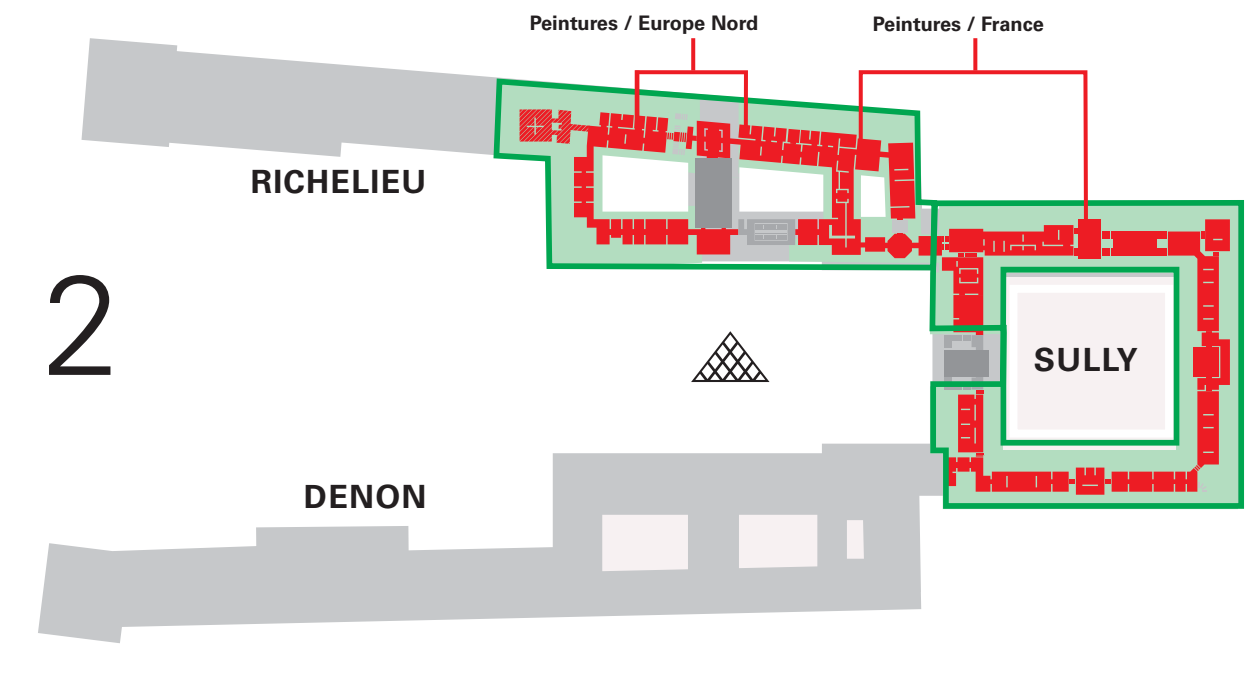 Peintures / Europe Nord
Peintures / France
RICHELIEU
2
SULLY
DENON